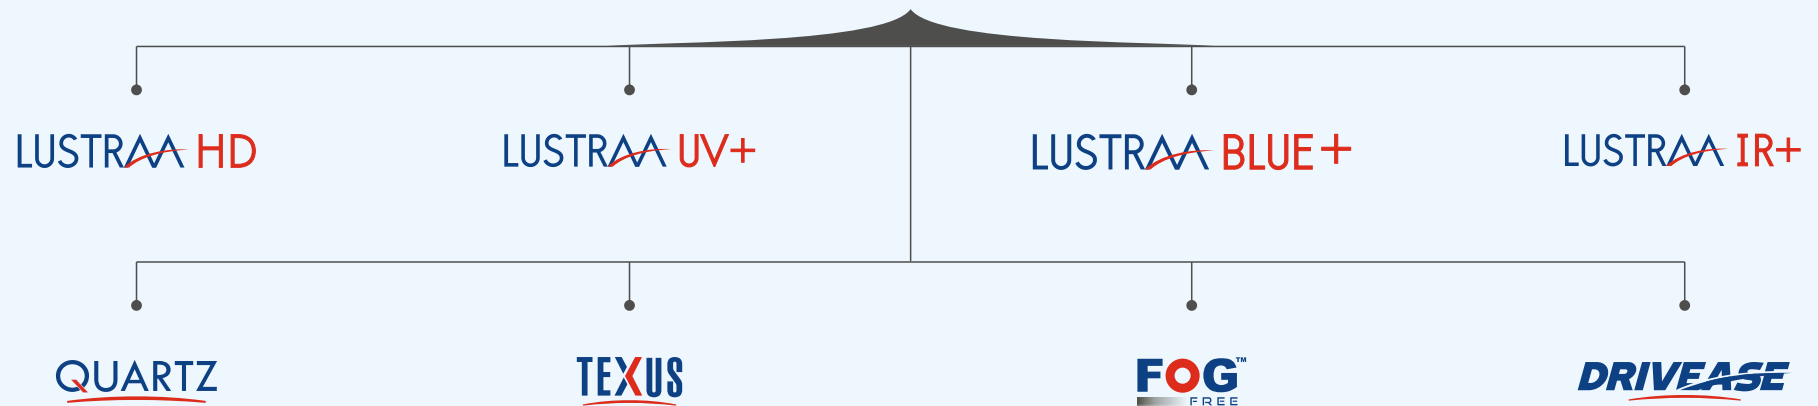 LUSTRAA HD
LUSTRAA UV+
LUSTRAA BLUE+
LUSTRAA IR+
QUARTZ
TEXUS
FOG™
FREE
DRIVEASE